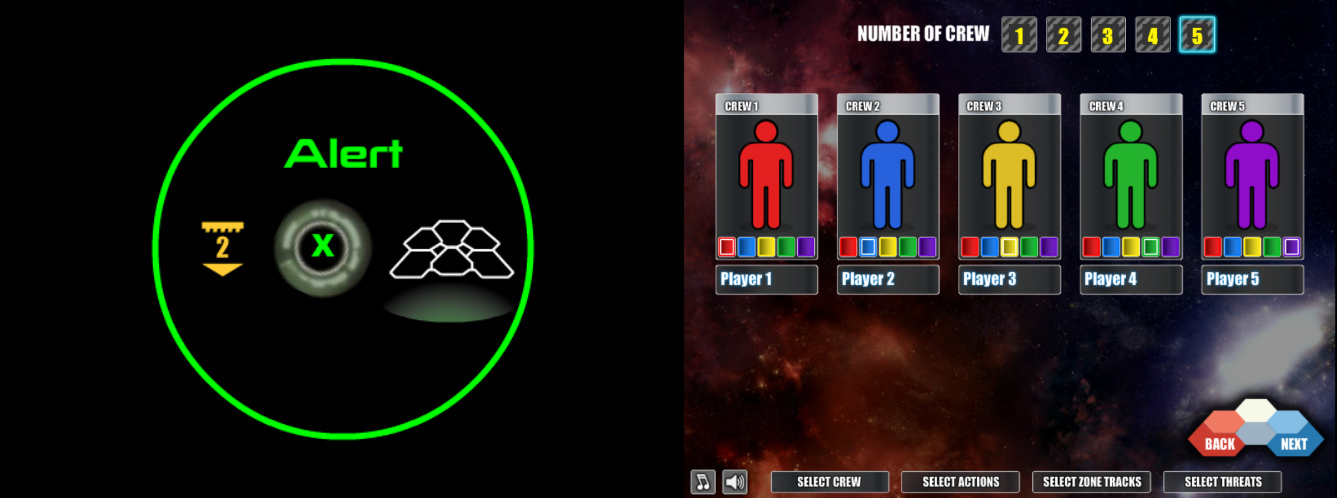 Alert
2
X
NUMBER OF CREW 1 2 3 4 5
CREW 1 CREW 2 CREW 3 CREW 4 CREW 5
Player 1 Player 2 Player 3 Player 4 Player 5
BACK NEXT
SELECT CREW SELECT ACTIONS SELECT ZONE TRACKS SELECT THREATS